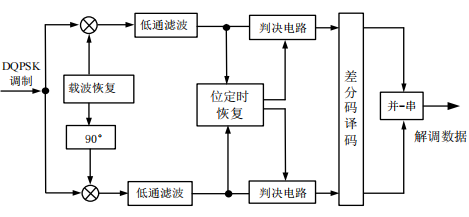 低通滤波
判决电路
DQPSK
调制
载波恢复
位定时
恢复
差分码译码
并-串
解调数据
90°
低通滤波
判决电路